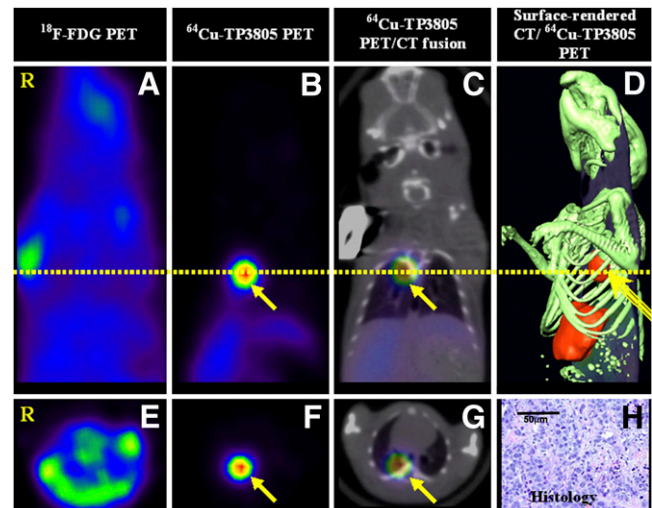 ¹⁸F-FDG PET
⁶⁴Cu-TP3805 PET
⁶⁴Cu-TP3805
PET/CT fusion
Surface-rendered
CT/ ⁶⁴Cu-TP3805
PET
R
A
B
C
D
R
E
F
G
50μm
H
Histology